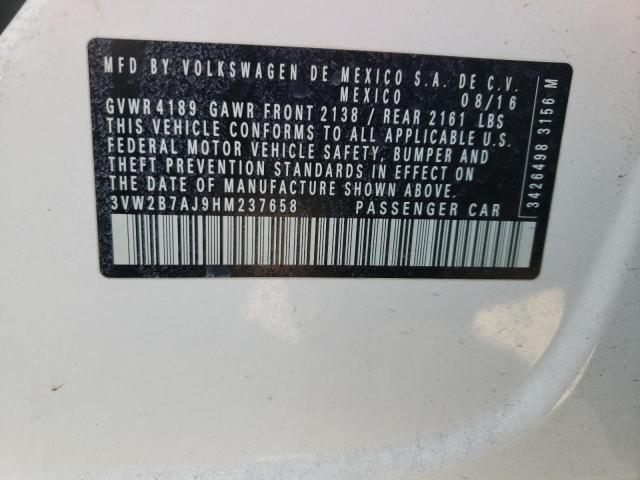 MFD BY VOLKSWAGEN DE MEXICO S.A. DE C.V.
MEXICO 08/16
GVWR 4189 GAWR FRONT 2138 / REAR 2161 LBS
THIS VEHICLE CONFORMS TO ALL APPLICABLE U.S.
FEDERAL MOTOR VEHICLE SAFETY, BUMPER AND
THEFT PREVENTION STANDARDS IN EFFECT ON
THE DATE OF MANUFACTURE SHOWN ABOVE.
3VW2B7AJ9HM237658 PASSENGER CAR
34264983156 M